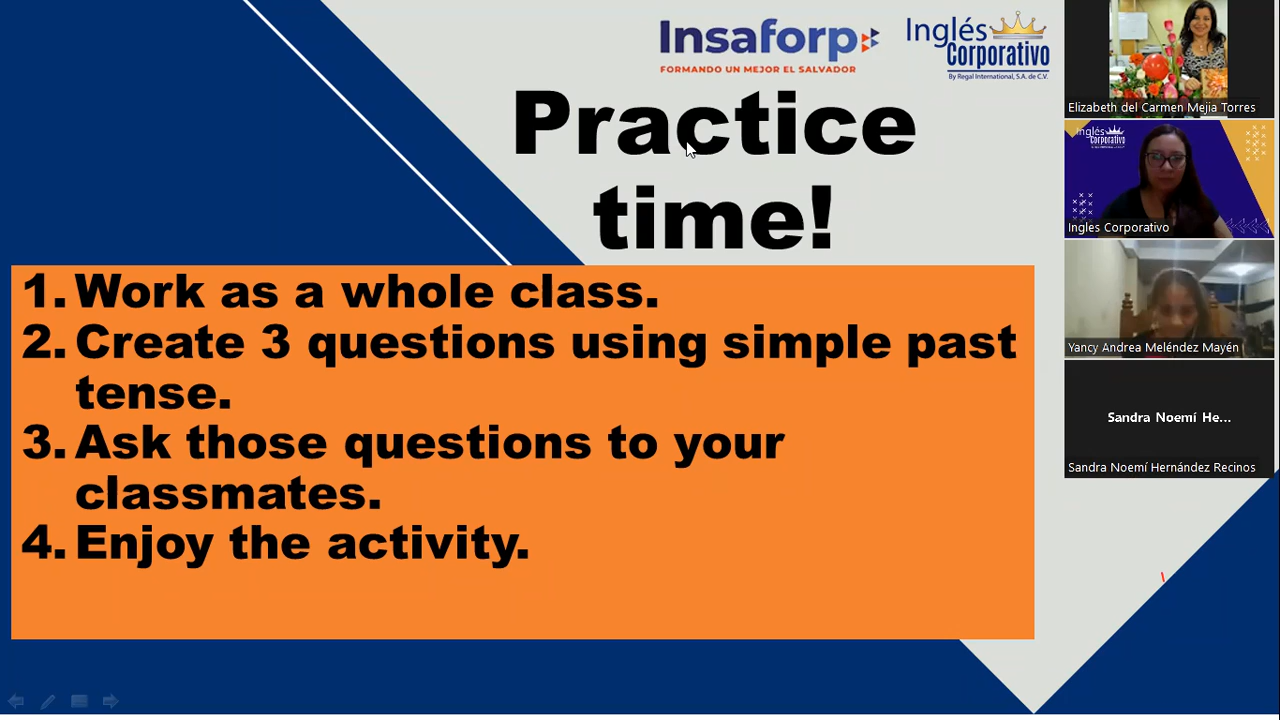 Insaforp
FORMANDO UN MEJOR EL SALVADOR
Inglés
Corporativo
By Regal International, S.A. de C.V.
Practice
time!
1. Work as a whole class.
2. Create 3 questions using simple past
tense.
3. Ask those questions to your
classmates.
4. Enjoy the activity.
Elizabeth del Carmen Mejia Torres
Inglés
Corporativo
Ingles Corporativo
Yancy Andrea Meléndez Mayén
Sandra Noemí He...
Sandra Noemí Hernández Recinos